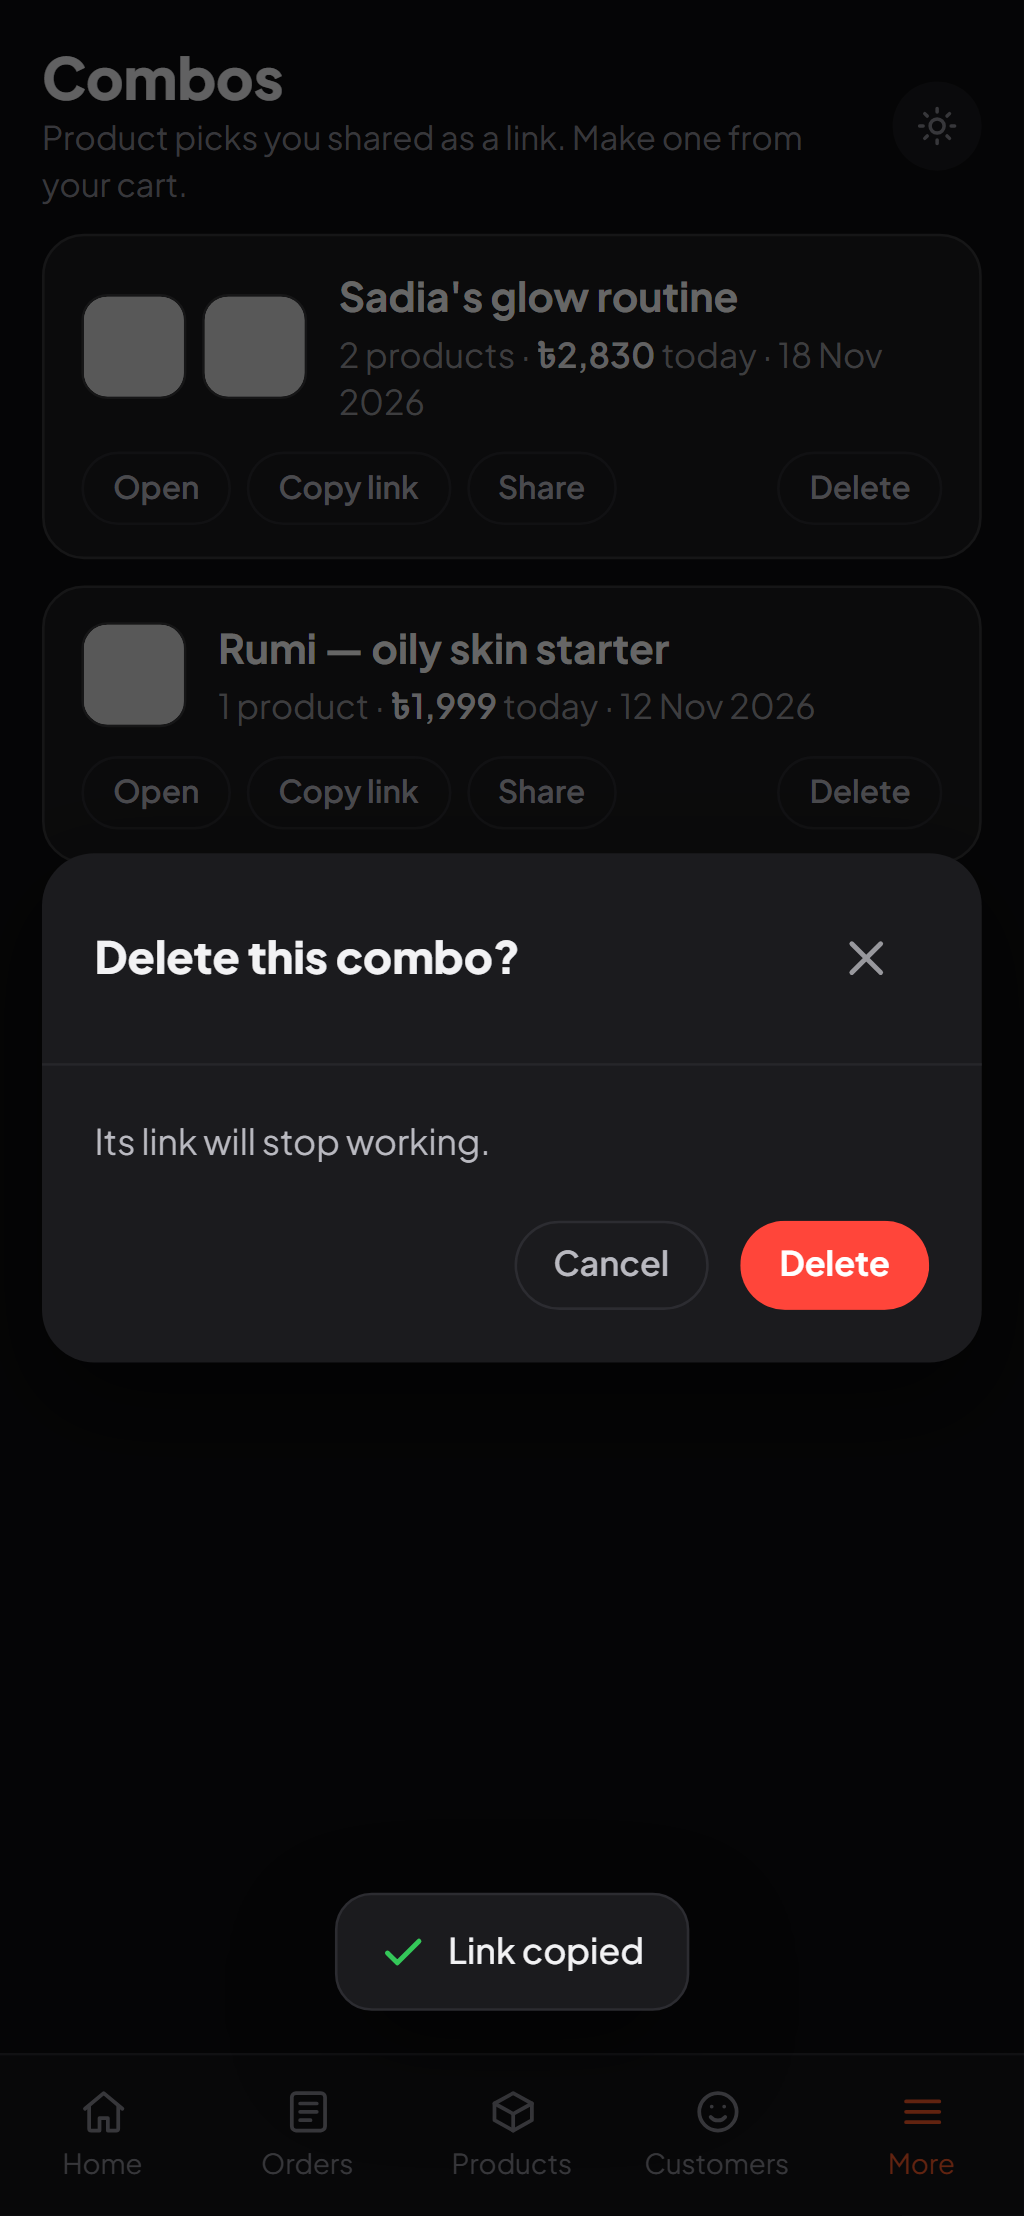 Combos
Product picks you shared as a link. Make one from
your cart.
Sadia's glow routine
2 products · ৳2,830 today · 18 Nov
2026
Open
Copy link
Share
Delete
Rumi — oily skin starter
1 product · ৳1,999 today · 12 Nov 2026
Open
Copy link
Share
Delete
Delete this combo?
Its link will stop working.
Cancel
Delete
Link copied
Home
Orders
Products
Customers
More